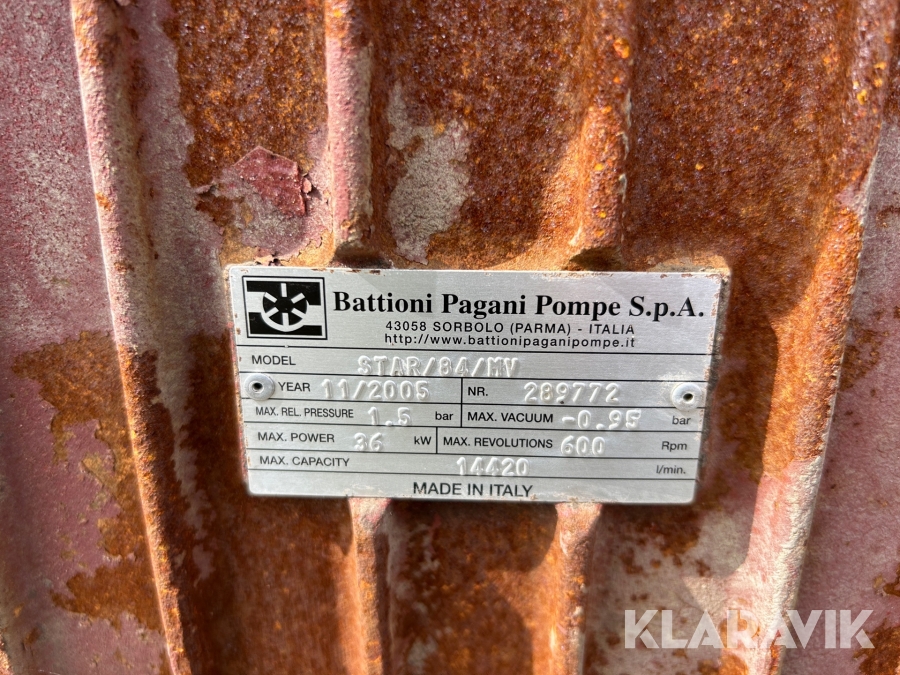 Battioni Pagani Pompe S.p.A.
43058 SORBOLO (PARMA) - ITALIA
http://www.battionipaganipompe.it
MODEL STAR/84/MV
YEAR 11/2005 NR. 289772
MAX. REL. PRESSURE 1.5 bar MAX. VACUUM -0.95 bar
MAX. POWER 36 kW MAX. REVOLUTIONS 600 Rpm
MAX. CAPACITY 14420 l/min.
MADE IN ITALY
KLARAVIK